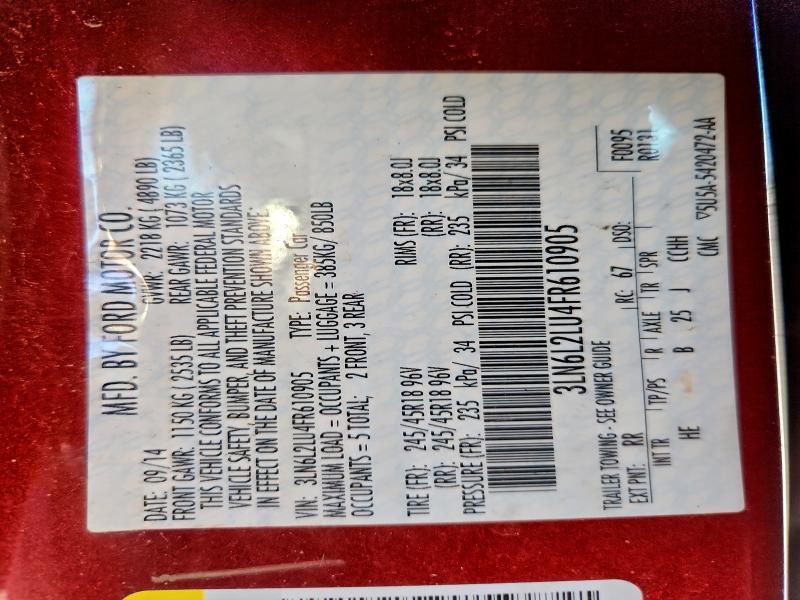 MFD. BY FORD MOTOR CO.
DATE: 09/14 GVWR: 2218 KG ( 4890 LB)
FRONT GAWR: 1150 KG ( 2535 LB) REAR GAWR: 1073 KG ( 2365 LB)
THIS VEHICLE CONFORMS TO ALL APPLICABLE FEDERAL MOTOR
VEHICLE SAFETY, BUMPER, AND THEFT PREVENTION STANDARDS
IN EFFECT ON THE DATE OF MANUFACTURE SHOWN ABOVE.
VIN: 3LN6L2LU4FR610905 TYPE: Passenger Car
MAXIMUM LOAD = OCCUPANTS + LUGGAGE = 385KG/ 850LB
OCCUPANTS = 5 TOTAL; 2 FRONT, 3 REAR
TIRE (FR): 245/45R18 96V RIMS (FR): 18x8.0J
(RR): 245/45R18 96V (RR): 18x8.0J
PRESSURE (FR): 235 kPa/ 34 PSI COLD (RR): 235 kPa/ 34 PSI COLD
3LN6L2LU4FR610905
TRAILER TOWING - SEE OWNER GUIDE F0095
EXT PNT: RR RC: 67 DSO: R0131
INT TR TP/PS R AXLE TR SPR
HE B 25 J CCHH
CMC ▽5U5A-5420472-AA